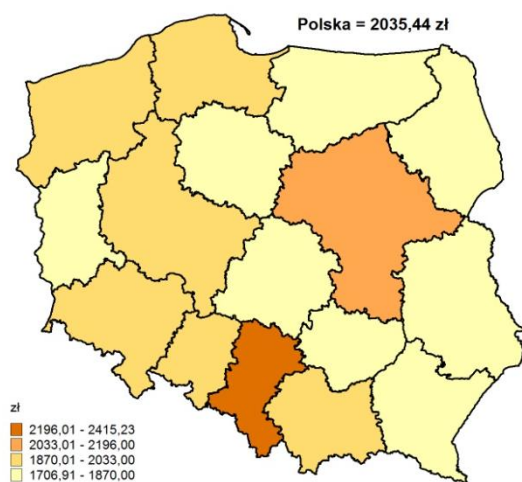 Polska = 2035,44 zł
zł
2196,01 - 2415,23
2033,01 - 2196,00
1870,01 - 2033,00
1706,91 - 1870,00